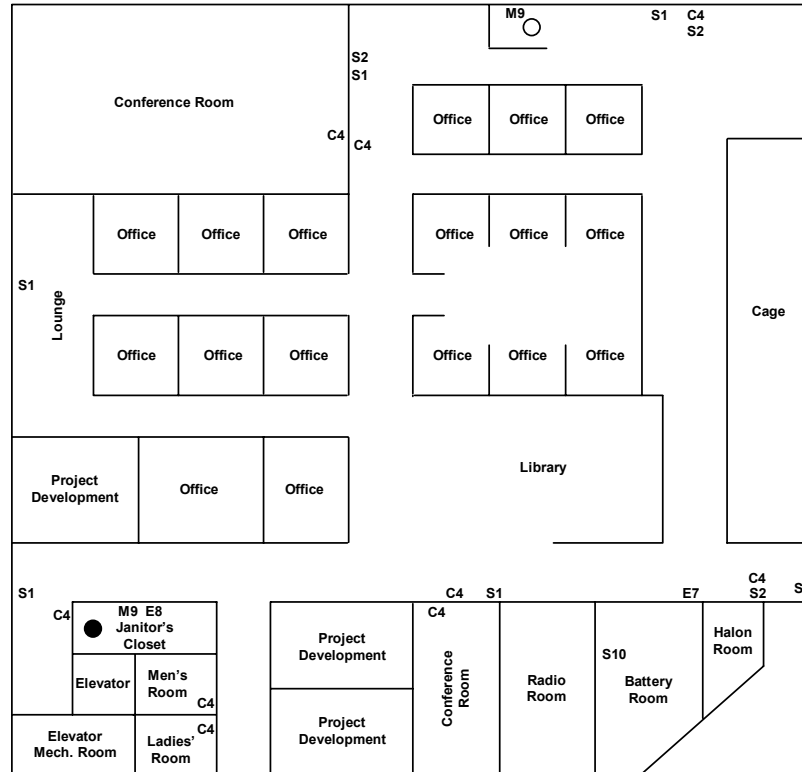 M9
S1 C4
S2
S2
S1
Conference Room
C4
C4
Office Office Office
Office Office Office
Office Office Office
S1
Lounge
Cage
Office Office Office
Office Office Office
Library
Project
Development
Office Office
S1
C4
M9 E8
Janitor's
Closet
C4 S1
C4
E7
C4
S2
S
Project
Development
Halon
Room
S10
Elevator
Men's
Room
C4
Conference
Room
Radio
Room
Battery
Room
Elevator
Mech. Room
C4
Ladies'
Room
Project
Development